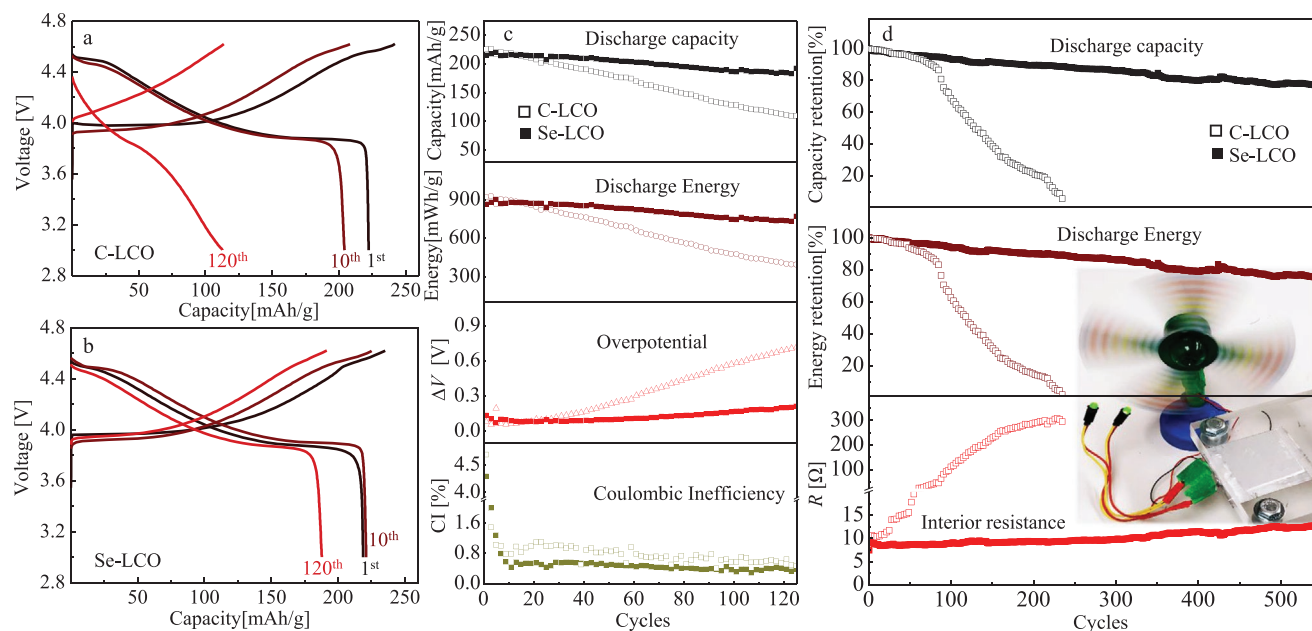 a
4.8
4.4
4.0
3.6
3.2
2.8
Voltage [V]
C-LCO
120th
10th
1st
0 50 100 150 200 250
Capacity[mAh/g]
b
4.8
4.4
4.0
3.6
3.2
2.8
Voltage [V]
Se-LCO
120th
10th
1st
0 50 100 150 200 250
Capacity[mAh/g]
c
Discharge capacity
250
200
150
100
50
Capacity[mAh/g]
C-LCO
Se-LCO
Discharge Energy
900
600
300
Energy[mWh/g]
Overpotential
0.9
0.6
0.3
0.0
ΔV [V]
Coulombic Inefficiency
4.5
4.0
1.6
0.8
0.0
CI [%]
0 20 40 60 80 100 120
Cycles
d
Discharge capacity
100
80
60
40
20
Capacity retention[%]
C-LCO
Se-LCO
Discharge Energy
100
80
60
40
20
Energy retention[%]
300
200
100
15
10
5
0
R [Ω]
Interior resistance
0 100 200 300 400 500
Cycles